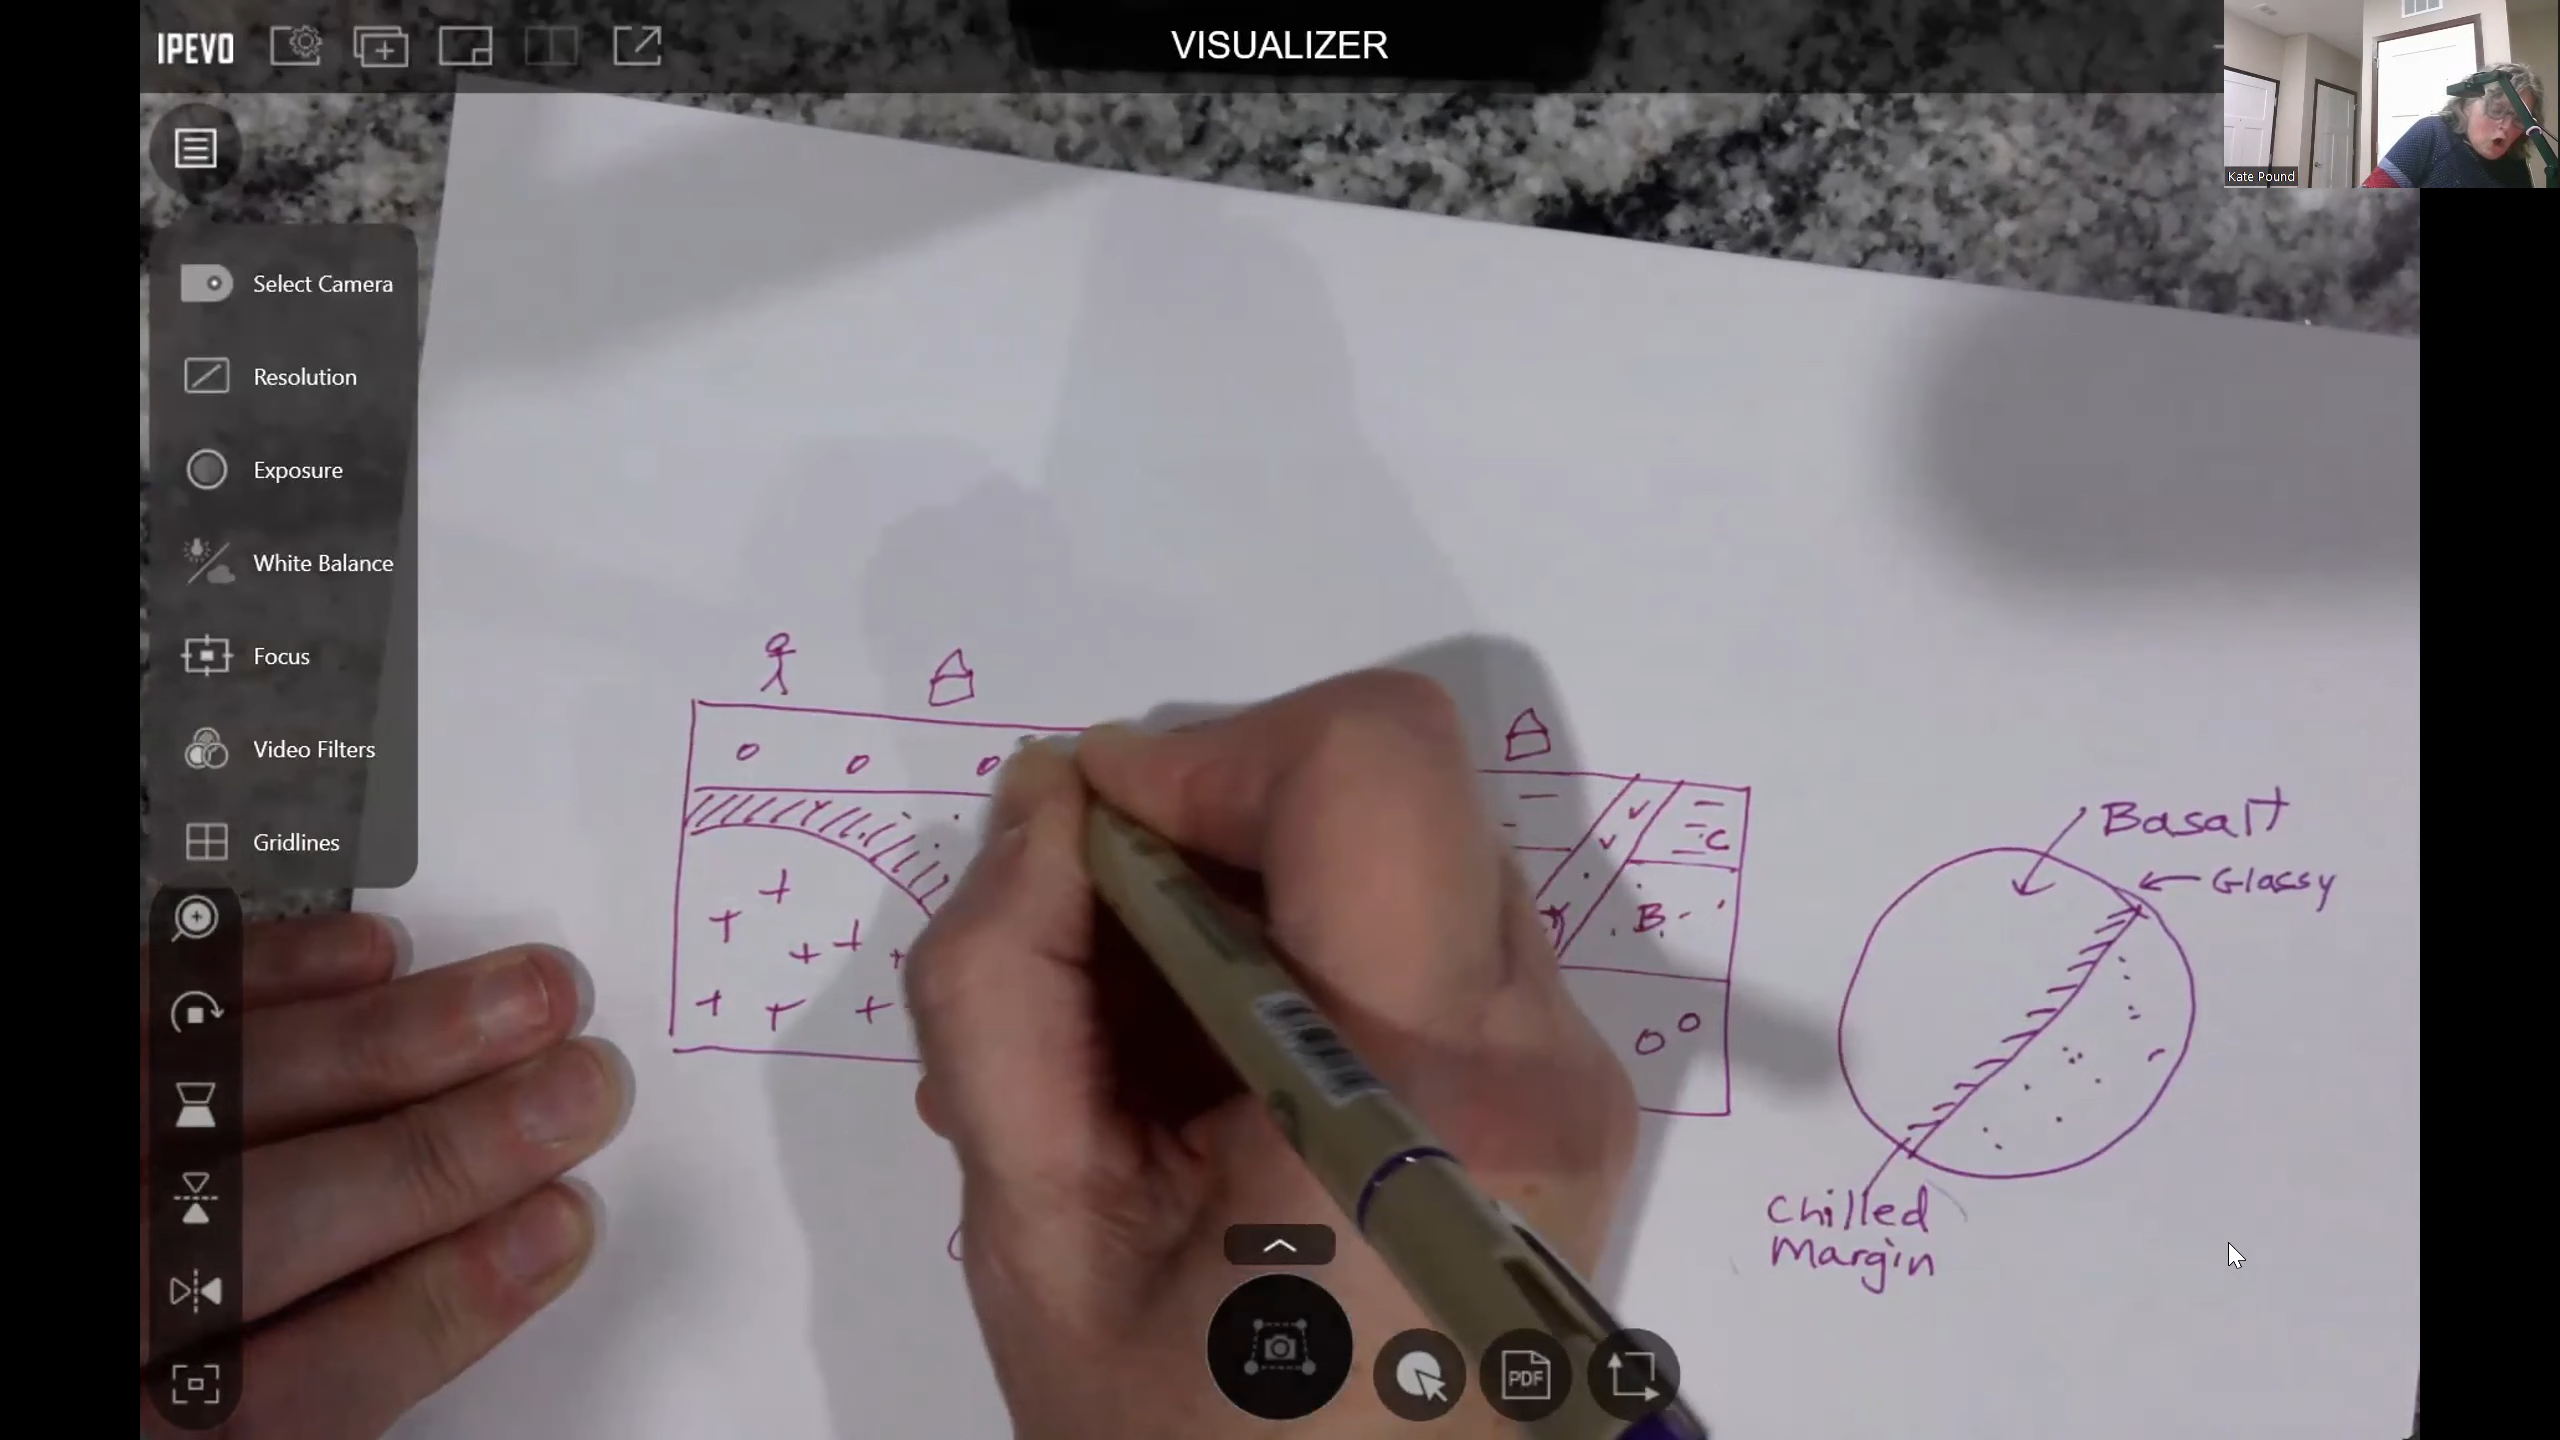 IPEVO
VISUALIZER
Kate Pound
Select Camera
Resolution
Exposure
White Balance
Focus
Video Filters
Gridlines
Basalt
Glassy
C
B
Chilled
Margin
PDF